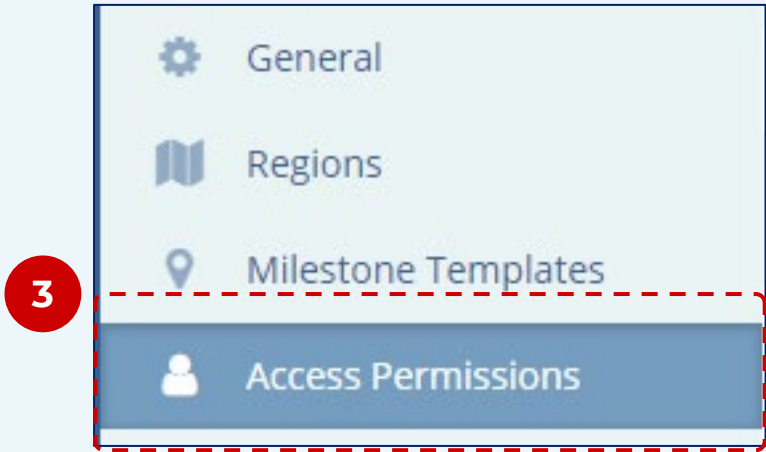 General
Regions
Milestone Templates
3
Access Permissions